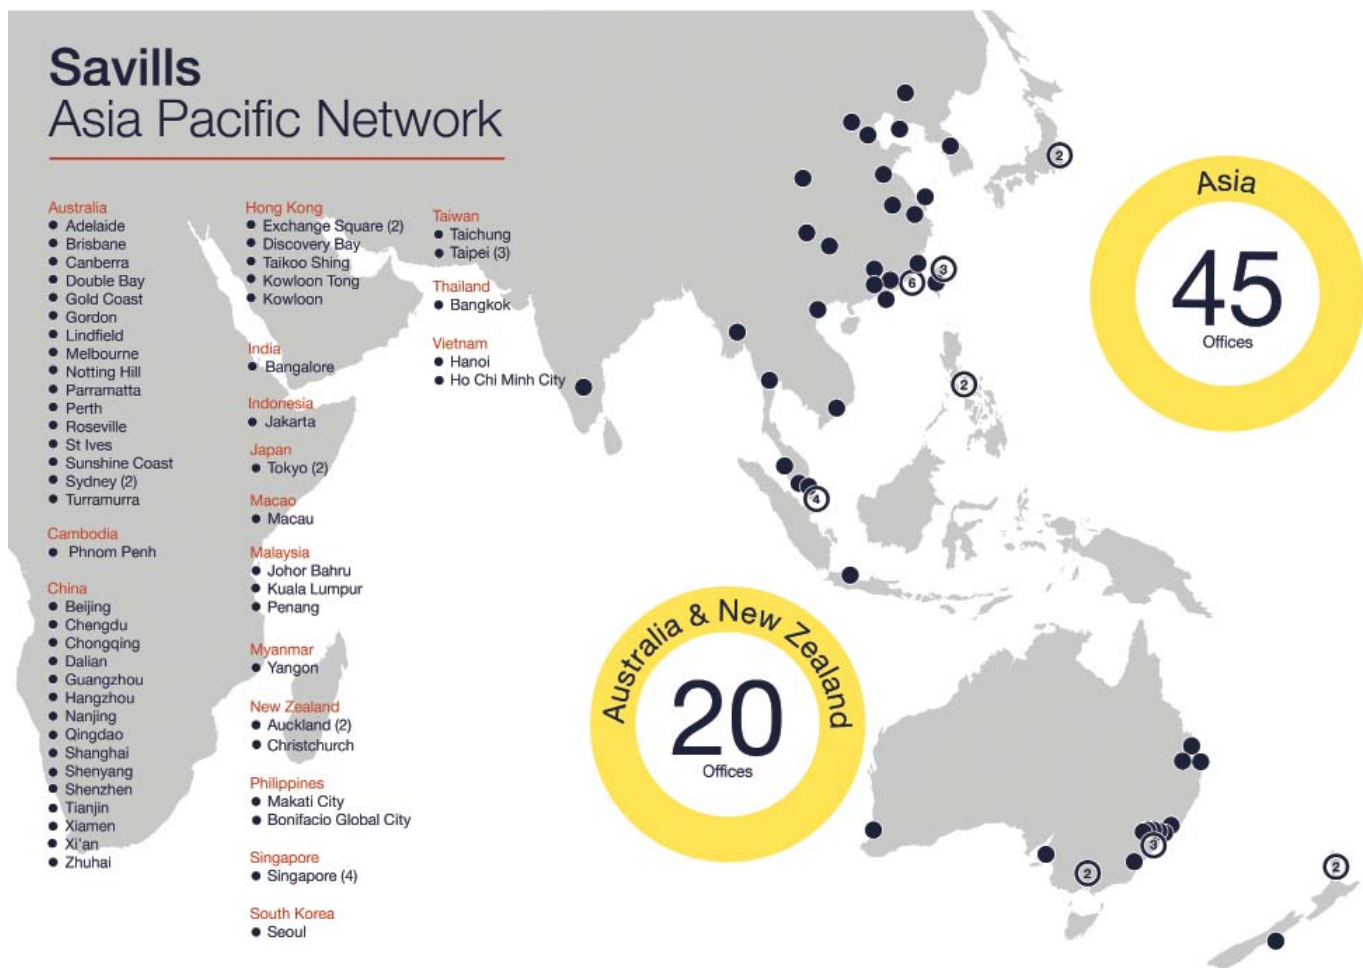 Savills
Asia Pacific Network
Australia
Adelaide
Brisbane
Canberra
Double Bay
Gold Coast
Gordon
Lindfield
Melbourne
Notting Hill
Parramatta
Perth
Roseville
St Ives
Sunshine Coast
Sydney (2)
Turramurra
Cambodia
Phnom Penh
China
Beijing
Chengdu
Chongqing
Dalian
Guangzhou
Hangzhou
Nanjing
Qingdao
Shanghai
Shenyang
Shenzhen
Tianjin
Xiamen
Xi'an
Zhuhai
Hong Kong
Exchange Square (2)
Discovery Bay
Taikoo Shing
Kowloon Tong
Kowloon
India
Bangalore
Indonesia
Jakarta
Japan
Tokyo (2)
Macao
Macau
Malaysia
Johor Bahru
Kuala Lumpur
Penang
Myanmar
Yangon
New Zealand
Auckland (2)
Christchurch
Philippines
Makati City
Bonifacio Global City
Singapore
Singapore (4)
South Korea
Seoul
Taiwan
Taichung
Taipei (3)
Thailand
Bangkok
Vietnam
Hanoi
Ho Chi Minh City
2
3
6
2
4
Asia
45
Offices
Australia & New Zealand
20
Offices
3
2
2